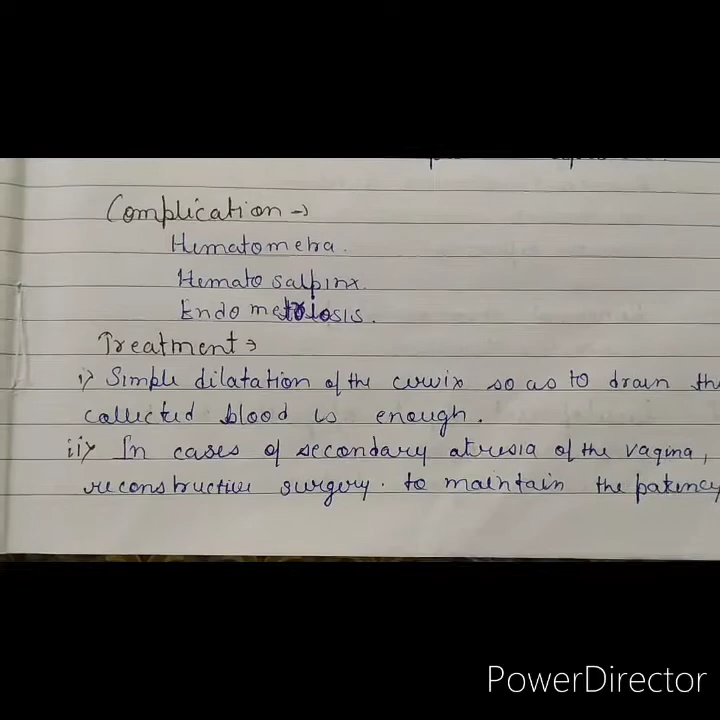 Complication →
Hematometra.
Hemato salpinx.
Endometriosis.
Treatment →
i) Simple dilatation of the cervix so as to drain the
collected blood is enough.
ii) In cases of secondary atresia of the vagina,
reconstructive surgery. to maintain the patency
PowerDirector